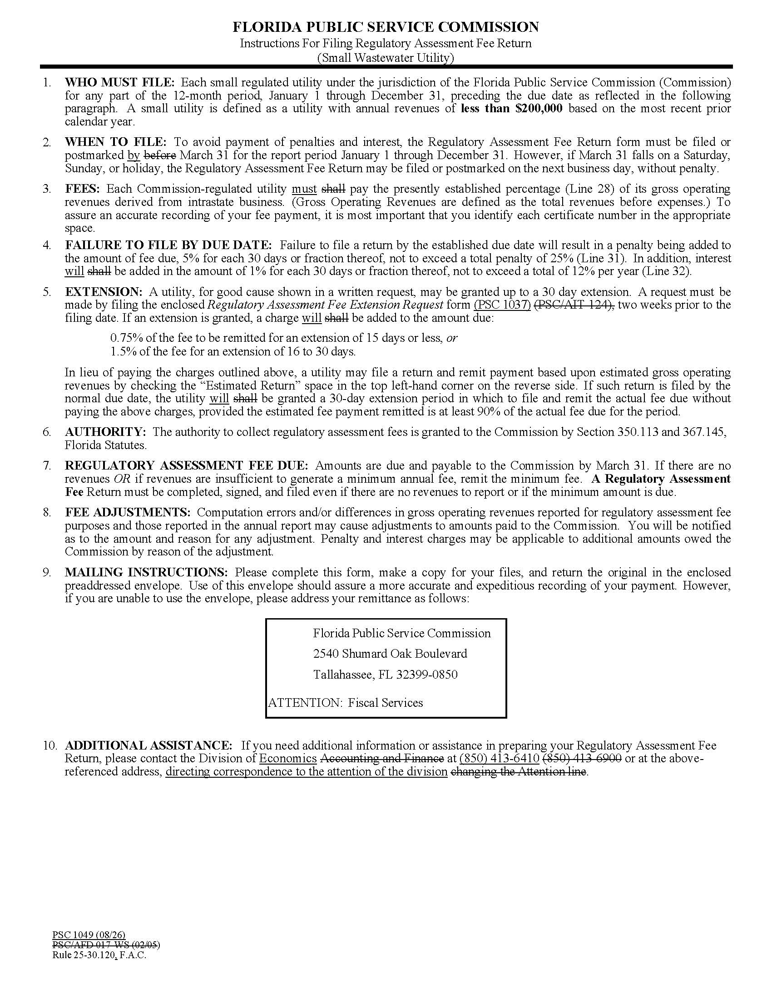 FLORIDA PUBLIC SERVICE COMMISSION
Instructions For Filing Regulatory Assessment Fee Return
(Small Wastewater Utility)
1. WHO MUST FILE: Each small regulated utility under the jurisdiction of the Florida Public Service Commission (Commission)
for any part of the 12-month period, January 1 through December 31, preceding the due date as reflected in the following
paragraph. A small utility is defined as a utility with annual revenues of less than $200,000 based on the most recent prior
calendar year.
2. WHEN TO FILE: To avoid payment of penalties and interest, the Regulatory Assessment Fee Return form must be filed or
postmarked by before March 31 for the report period January 1 through December 31. However, if March 31 falls on a Saturday,
Sunday, or holiday, the Regulatory Assessment Fee Return may be filed or postmarked on the next business day, without penalty.
3. FEES: Each Commission-regulated utility must shall pay the presently established percentage (Line 28) of its gross operating
revenues derived from intrastate business. (Gross Operating Revenues are defined as the total revenues before expenses.) To
assure an accurate recording of your fee payment, it is most important that you identify each certificate number in the appropriate
space.
4. FAILURE TO FILE BY DUE DATE: Failure to file a return by the established due date will result in a penalty being added to
the amount of fee due, 5% for each 30 days or fraction thereof, not to exceed a total penalty of 25% (Line 31). In addition, interest
will shall be added in the amount of 1% for each 30 days or fraction thereof, not to exceed a total of 12% per year (Line 32).
5. EXTENSION: A utility, for good cause shown in a written request, may be granted up to a 30 day extension. A request must be
made by filing the enclosed Regulatory Assessment Fee Extension Request form (PSC 1037) (PSC/AIT 124), two weeks prior to the
filing date. If an extension is granted, a charge will shall be added to the amount due:
0.75% of the fee to be remitted for an extension of 15 days or less, or
1.5% of the fee for an extension of 16 to 30 days.
In lieu of paying the charges outlined above, a utility may file a return and remit payment based upon estimated gross operating
revenues by checking the “Estimated Return” space in the top left-hand corner on the reverse side. If such return is filed by the
normal due date, the utility will shall be granted a 30-day extension period in which to file and remit the actual fee due without
paying the above charges, provided the estimated fee payment remitted is at least 90% of the actual fee due for the period.
6. AUTHORITY: The authority to collect regulatory assessment fees is granted to the Commission by Section 350.113 and 367.145,
Florida Statutes.
7. REGULATORY ASSESSMENT FEE DUE: Amounts are due and payable to the Commission by March 31. If there are no
revenues OR if revenues are insufficient to generate a minimum annual fee, remit the minimum fee. A Regulatory Assessment
Fee Return must be completed, signed, and filed even if there are no revenues to report or if the minimum amount is due.
8. FEE ADJUSTMENTS: Computation errors and/or differences in gross operating revenues reported for regulatory assessment fee
purposes and those reported in the annual report may cause adjustments to amounts paid to the Commission. You will be notified
as to the amount and reason for any adjustment. Penalty and interest charges may be applicable to additional amounts owed the
Commission by reason of the adjustment.
9. MAILING INSTRUCTIONS: Please complete this form, make a copy for your files, and return the original in the enclosed
preaddressed envelope. Use of this envelope should assure a more accurate and expeditious recording of your payment. However,
if you are unable to use the envelope, please address your remittance as follows:
Florida Public Service Commission
2540 Shumard Oak Boulevard
Tallahassee, FL 32399-0850
ATTENTION: Fiscal Services
10. ADDITIONAL ASSISTANCE: If you need additional information or assistance in preparing your Regulatory Assessment Fee
Return, please contact the Division of Economics Accounting and Finance at (850) 413-6410 (850) 413-6900 or at the above-
referenced address, directing correspondence to the attention of the division changing the Attention line.
PSC 1049 (08/26)
PSC/AFD 017-WS (02/05)
Rule 25-30.120, F.A.C.